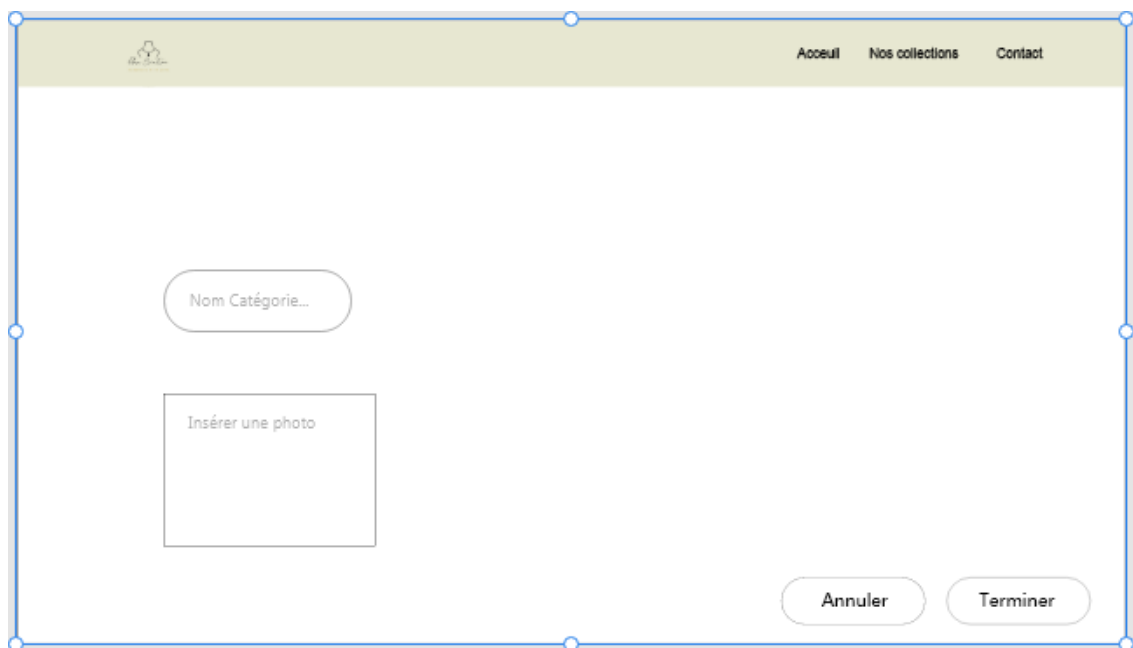 Acceuil Nos collections Contact
Nom Catégorie...
Insérer une photo
Annuler Terminer